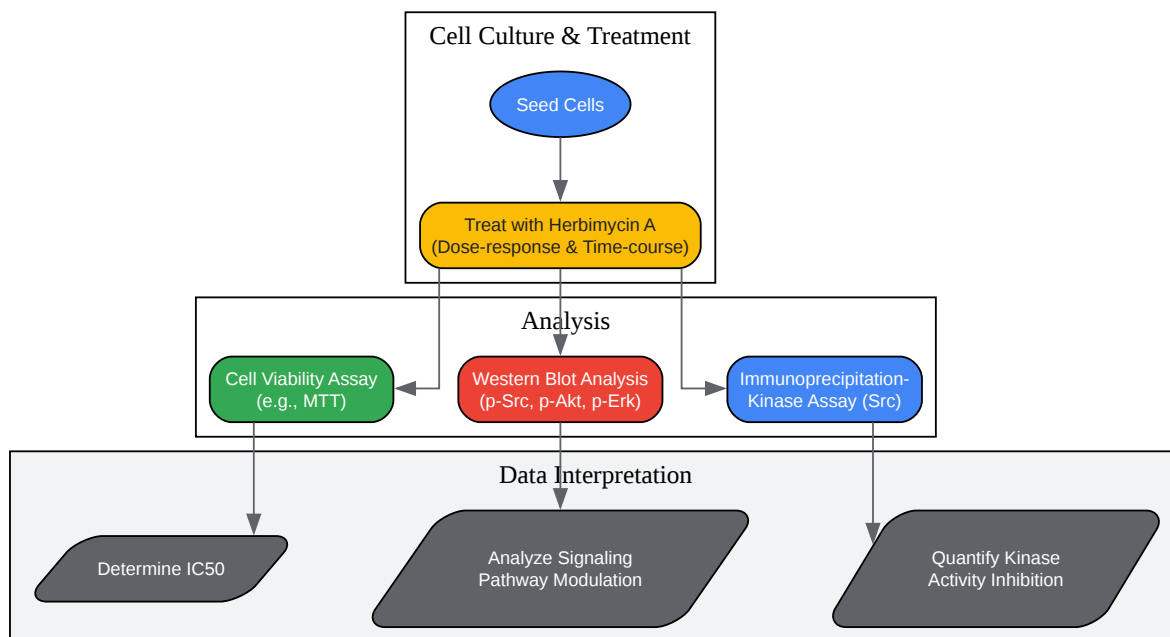 Cell Culture & Treatment
Seed Cells
Treat with Herbimycin A
(Dose-response & Time-course)
Analysis
Cell Viability Assay
(e.g., MTT)
Western Blot Analysis
(p-Src, p-Akt, p-Erk)
Immunoprecipitation-
Kinase Assay (Src)
Data Interpretation
Determine IC50
Analyze Signaling
Pathway Modulation
Quantify Kinase
Activity Inhibition